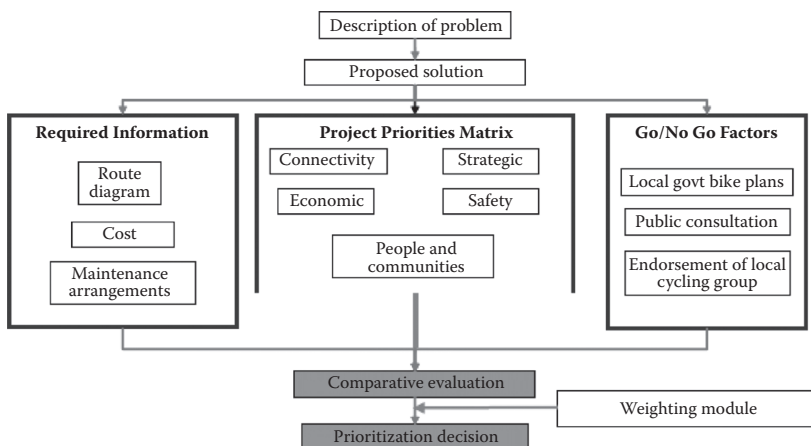 Description of problem
Proposed solution
Required Information
Route
diagram
Cost
Maintenance
arrangements
Project Priorities Matrix
Connectivity
Strategic
Economic
Safety
People and
communities
Go/No Go Factors
Local govt bike plans
Public consultation
Endorsement of local
cycling group
Comparative evaluation
Weighting module
Prioritization decision